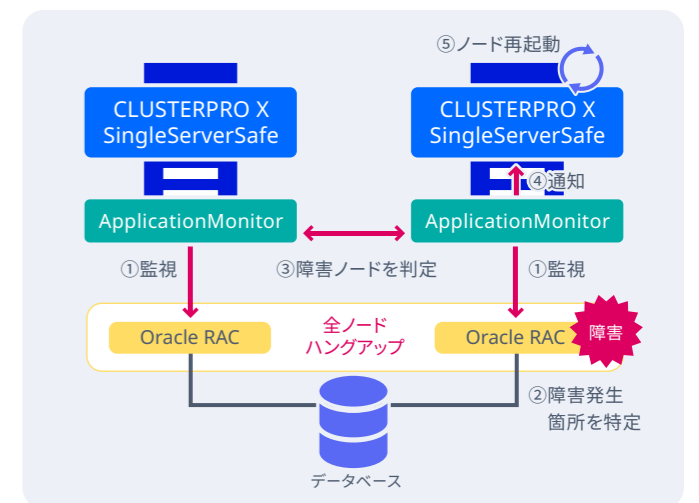 ⑤ノード再起動
CLUSTERPRO X
SingleServerSafe
CLUSTERPRO X
SingleServerSafe
④通知
ApplicationMonitor
ApplicationMonitor
①監視
③障害ノードを判定
①監視
Oracle RAC
全ノード
ハングアップ
Oracle RAC
障害
②障害発生
箇所を特定
データベース